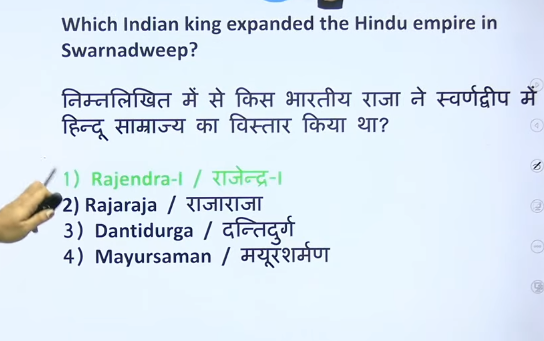 Which Indian king expanded the Hindu empire in
Swarnadweep?
निम्नलिखित में से किस भारतीय राजा ने स्वर्णद्वीप में
हिन्दू साम्राज्य का विस्तार किया था?
1) Rajendra-I / राजेन्द्र-I
2) Rajaraja / राजाराजा
3) Dantidurga / दन्तिदुर्ग
4) Mayursaman / मयूरशर्मण